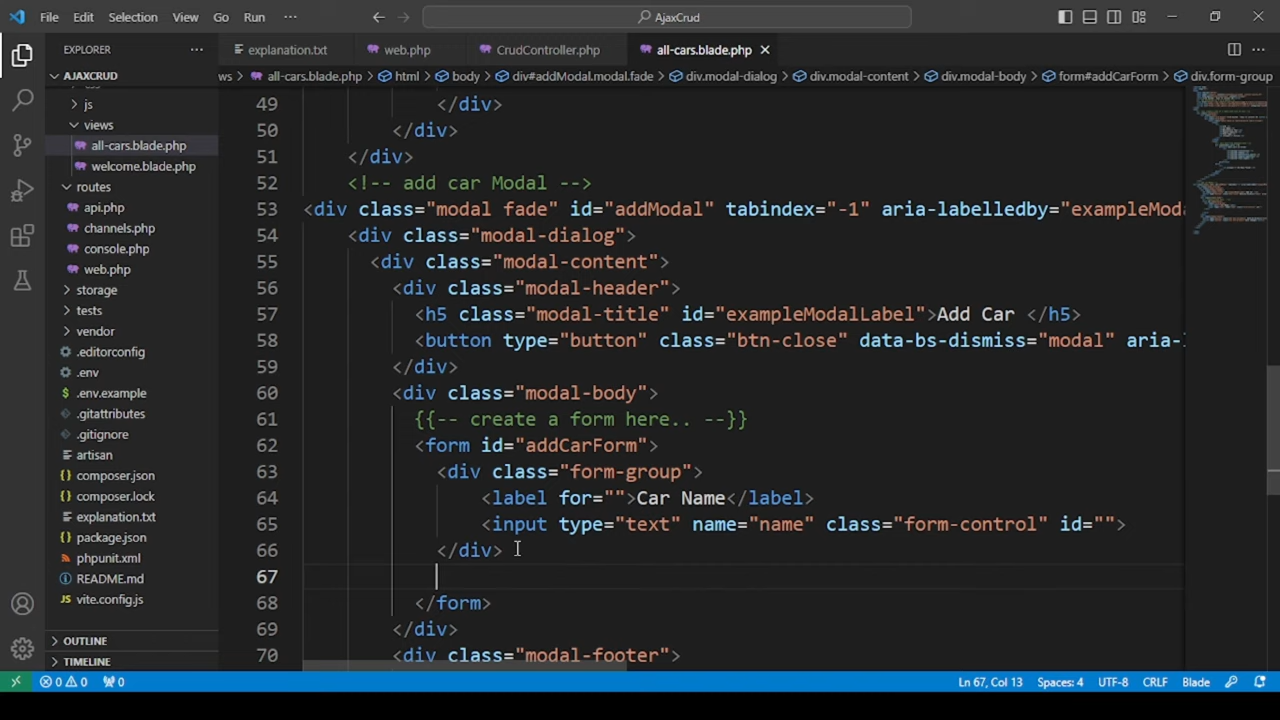 File Edit Selection View Go Run ··· AjaxCrud
EXPLORER ···
explanation.txt web.php CrudController.php all-cars.blade.php
AJAXCRUD
ws > all-cars.blade.php > html > body > div#addModal.modal.fade > div.modal-dialog > div.modal-content > div.modal-body > form#addCarForm > div.form-group
js
views
all-cars.blade.php
welcome.blade.php
routes
api.php
channels.php
console.php
web.php
storage
tests
vendor
.editorconfig
.env
.env.example
.gitattributes
.gitignore
artisan
composer.json
composer.lock
explanation.txt
package.json
phpunit.xml
README.md
vite.config.js
OUTLINE
TIMELINE
49 </div>
50 </div>
51 </div>
52 <!-- add car Modal -->
53 <div class="modal fade" id="addModal" tabindex="-1" aria-labelledby="exampleModa
54 <div class="modal-dialog">
55 <div class="modal-content">
56 <div class="modal-header">
57 <h5 class="modal-title" id="exampleModalLabel">Add Car </h5>
58 <button type="button" class="btn-close" data-bs-dismiss="modal" aria-
59 </div>
60 <div class="modal-body">
61 {{-- create a form here.. --}}
62 <form id="addCarForm">
63 <div class="form-group">
64 <label for="">Car Name</label>
65 <input type="text" name="name" class="form-control" id="">
66 </div>
67
68 </form>
69 </div>
70 <div class="modal-footer">
0 0 0 Ln 67, Col 13 Spaces: 4 UTF-8 CRLF Blade